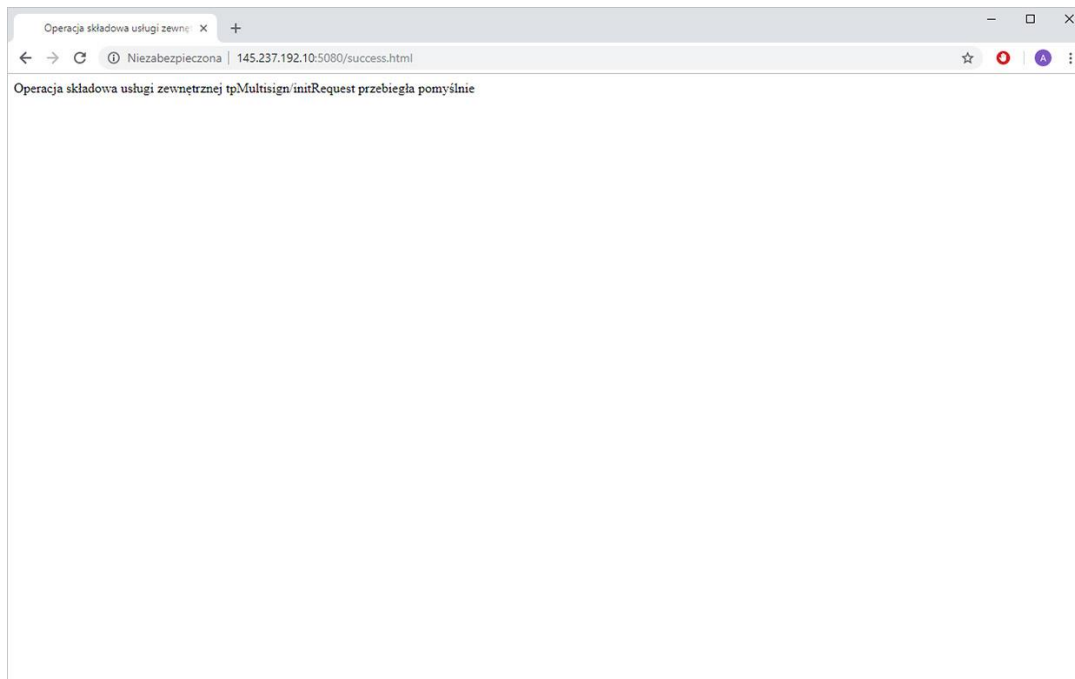 Operacja składowa usługi zewnęt
Niezabezpieczona | 145.237.192.10:5080/success.html
A
Operacja składowa usługi zewnętrznej tpMultisign/initRequest przebiegła pomyślnie